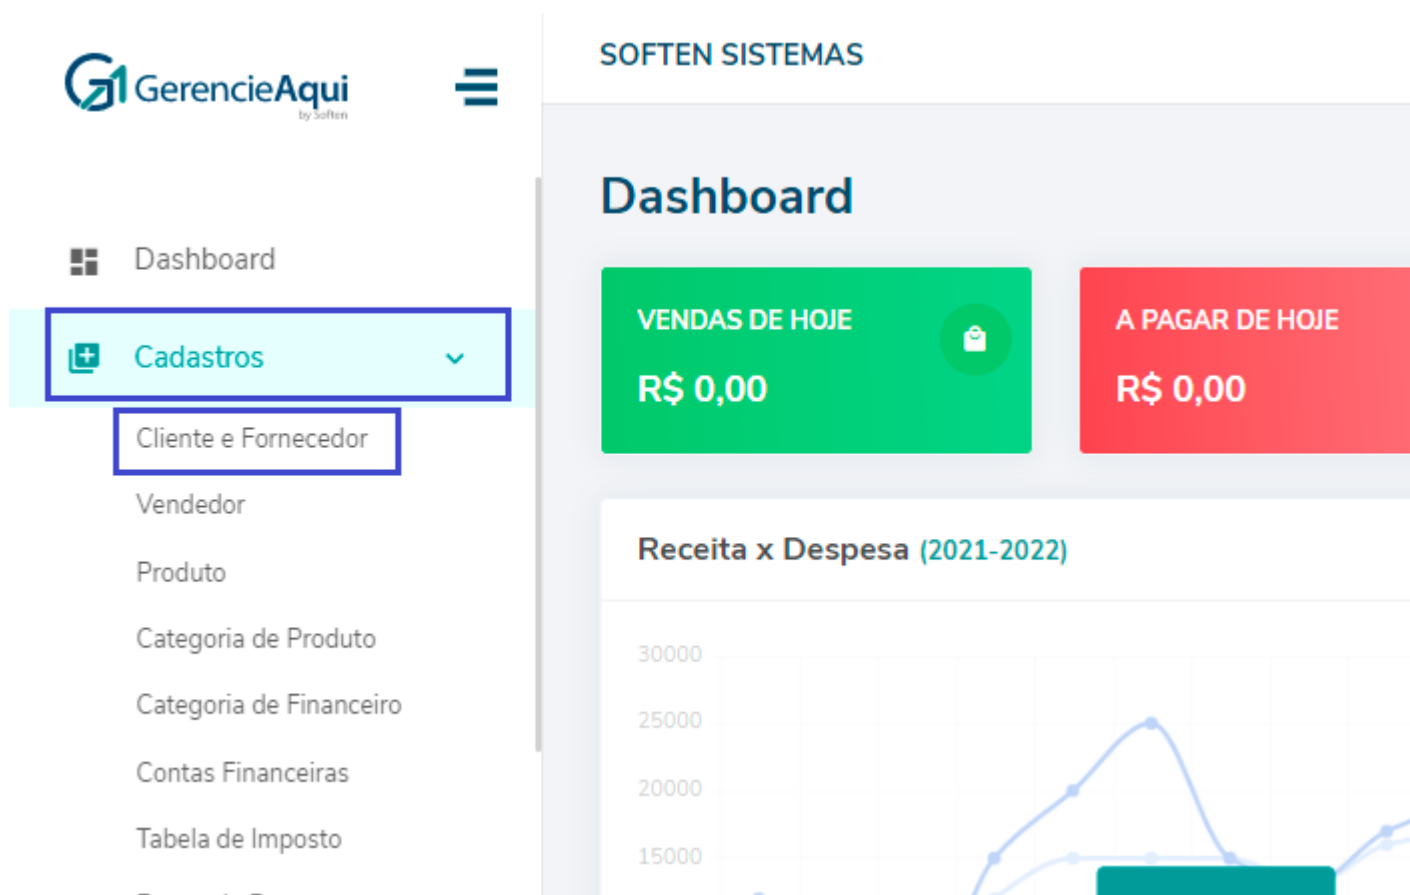 GerencieAqui
by Soften
SOFTEN SISTEMAS
Dashboard
Cadastros
Cliente e Fornecedor
Vendedor
Produto
Categoria de Produto
Categoria de Financeiro
Contas Financeiras
Tabela de Imposto
Dashboard
VENDAS DE HOJE
R$ 0,00
A PAGAR DE HOJE
R$ 0,00
Receita x Despesa (2021-2022)
30000
25000
20000
15000